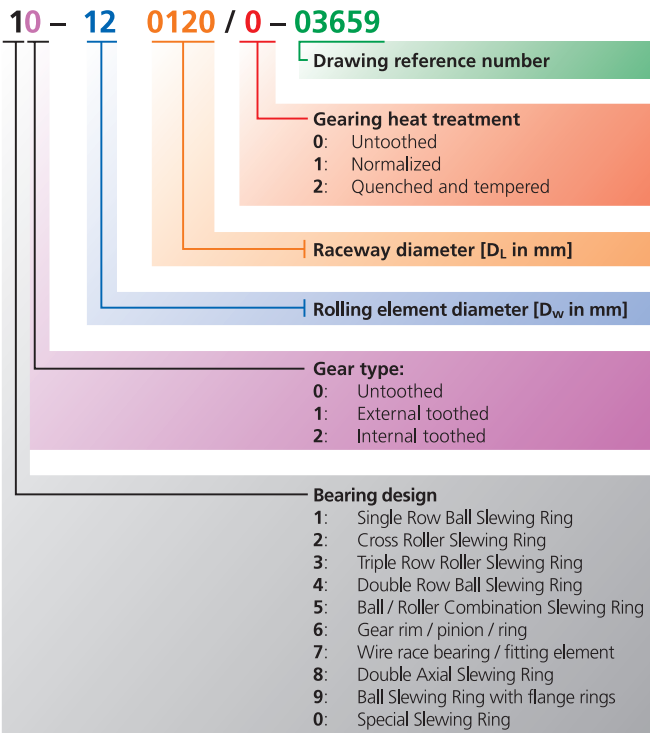 10 – 12 0120 / 0 – 03659
Drawing reference number
Gearing heat treatment
0: Untoothed
1: Normalized
2: Quenched and tempered
Raceway diameter [D_L in mm]
Rolling element diameter [D_W in mm]
Gear type:
0: Untoothed
1: External toothed
2: Internal toothed
Bearing design
1: Single Row Ball Slewing Ring
2: Cross Roller Slewing Ring
3: Triple Row Roller Slewing Ring
4: Double Row Ball Slewing Ring
5: Ball / Roller Combination Slewing Ring
6: Gear rim / pinion / ring
7: Wire race bearing / fitting element
8: Double Axial Slewing Ring
9: Ball Slewing Ring with flange rings
0: Special Slewing Ring